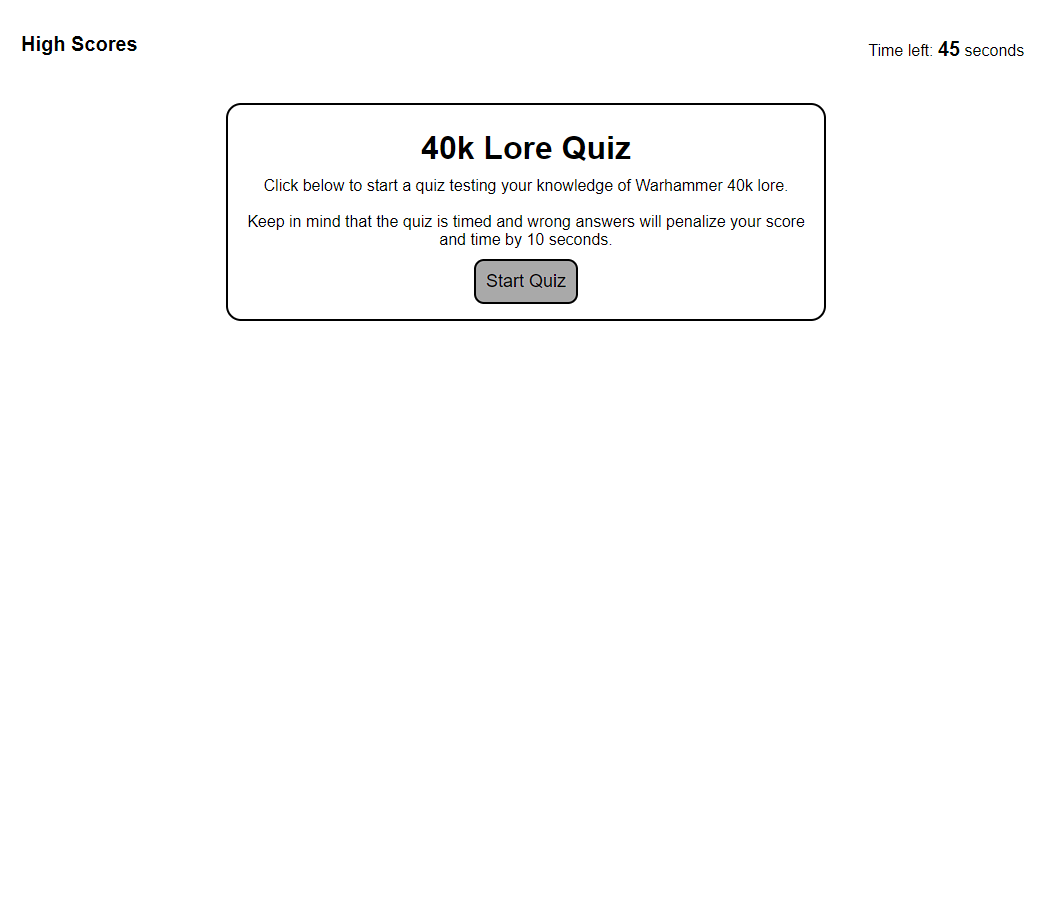 High Scores
Time left: 45 seconds
40k Lore Quiz
Click below to start a quiz testing your knowledge of Warhammer 40k lore.
Keep in mind that the quiz is timed and wrong answers will penalize your score
and time by 10 seconds.
Start Quiz